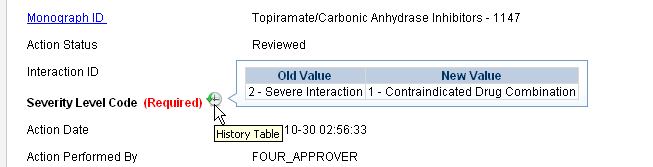 Monograph ID Topiramate/Carbonic Anhydrase Inhibitors - 1147
Action Status Reviewed
Interaction ID
Old Value New Value
2 - Severe Interaction 1 - Contraindicated Drug Combination
Severity Level Code (Required)
Action Date 10-30 02:56:33
History Table
Action Performed By FOUR_APPROVER